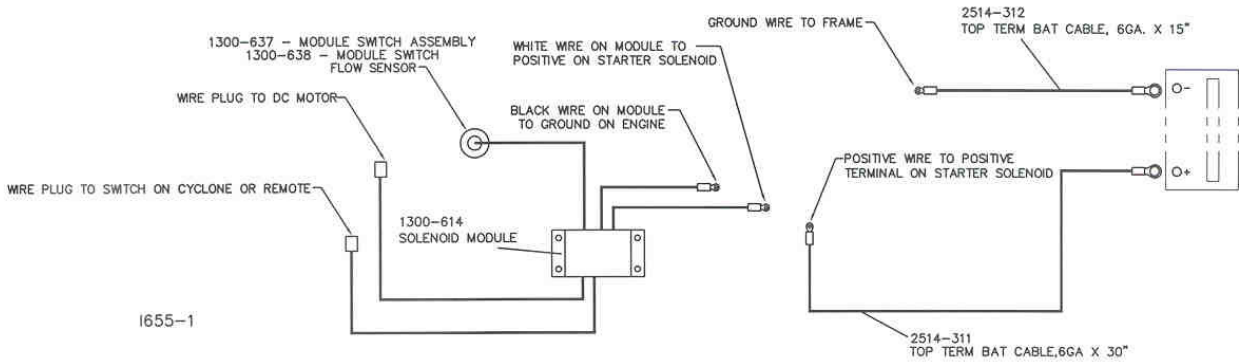 GROUND WIRE TO FRAME
2514-312
TOP TERM BAT CABLE, 6GA. X 15"
1300-637 - MODULE SWITCH ASSEMBLY
1300-638 - MODULE SWITCH
FLOW SENSOR
WHITE WIRE ON MODULE TO
POSITIVE ON STARTER SOLENOID
WIRE PLUG TO DC MOTOR
BLACK WIRE ON MODULE
TO GROUND ON ENGINE
-
POSITIVE WIRE TO POSITIVE
TERMINAL ON STARTER SOLENOID
+
WIRE PLUG TO SWITCH ON CYCLONE OR REMOTE
1300-614
SOLENOID MODULE
1655-1
2514-311
TOP TERM BAT CABLE,6GA X 30"